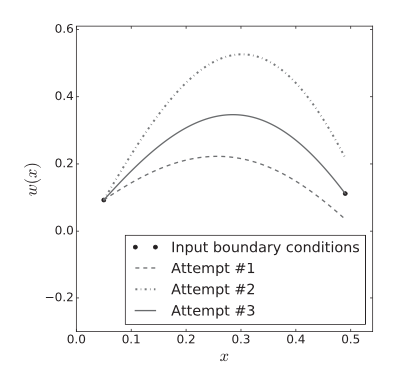 0.6
0.4
0.2
0.0
−0.2
w(x)
Input boundary conditions
Attempt #1
Attempt #2
Attempt #3
0.0 0.1 0.2 0.3 0.4 0.5
x